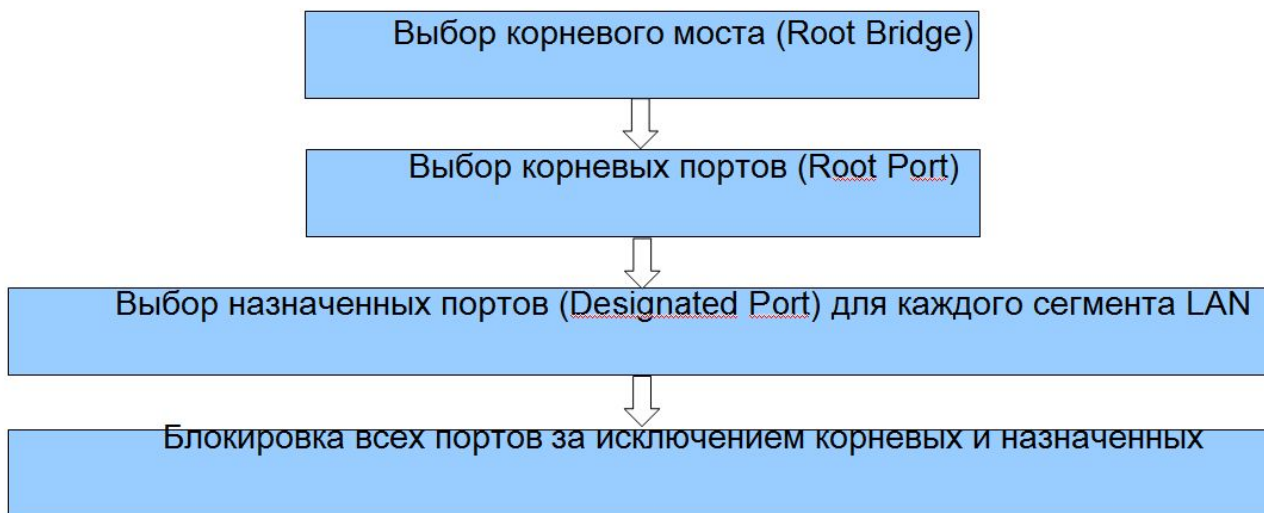 Выбор корневого моста (Root Bridge)
Выбор корневых портов (Root Port)
Выбор назначенных портов (Designated Port) для каждого сегмента LAN
Блокировка всех портов за исключением корневых и назначенных